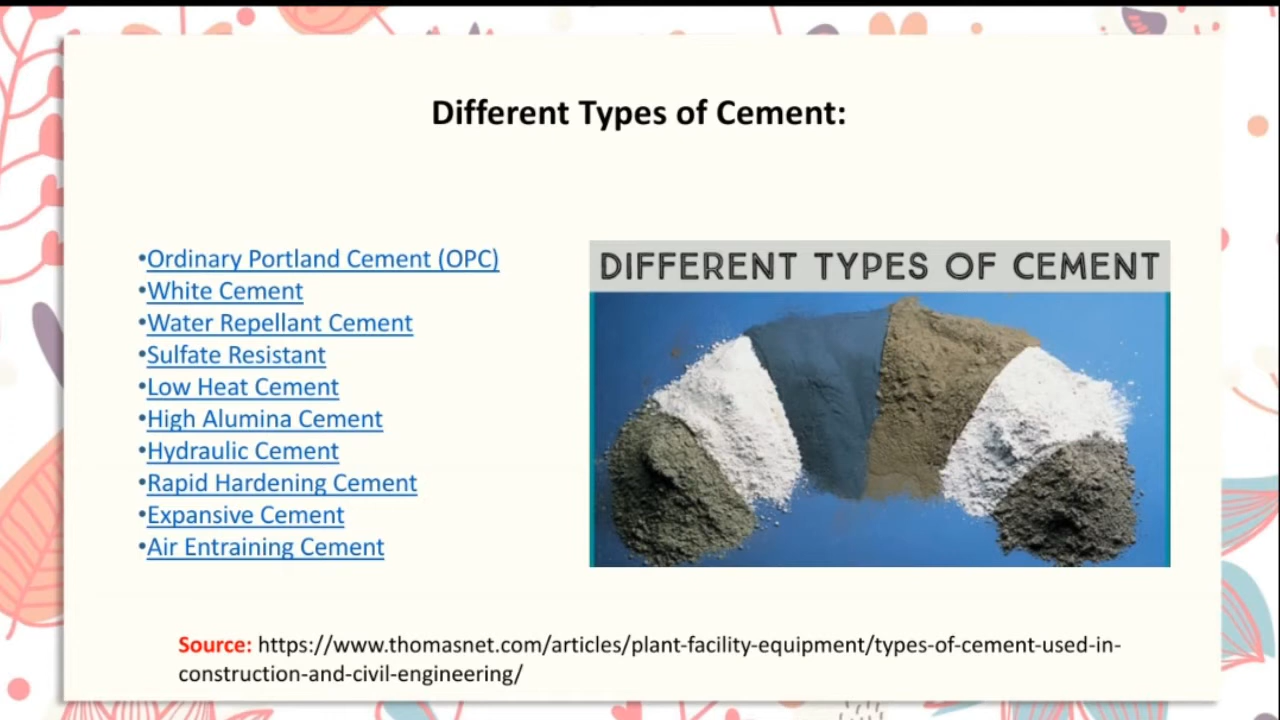 Different Types of Cement:
•Ordinary Portland Cement (OPC)
•White Cement
•Water Repellant Cement
•Sulfate Resistant
•Low Heat Cement
•High Alumina Cement
•Hydraulic Cement
•Rapid Hardening Cement
•Expansive Cement
•Air Entraining Cement
DIFFERENT TYPES OF CEMENT
Source: https://www.thomasnet.com/articles/plant-facility-equipment/types-of-cement-used-in-
construction-and-civil-engineering/